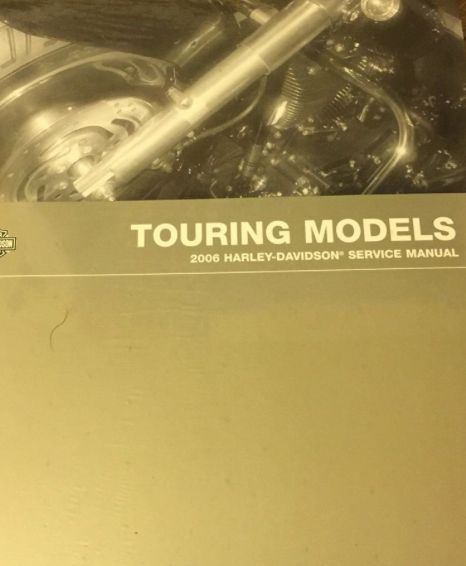 TOURING MODELS
2006 HARLEY-DAVIDSON® SERVICE MANUAL